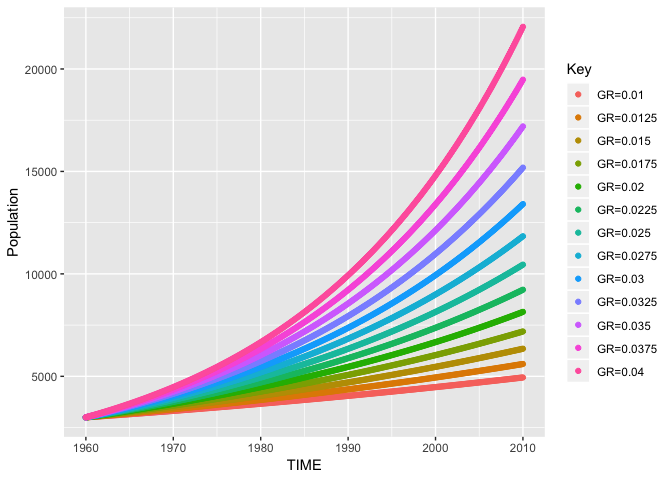 Population
20000
15000
10000
5000
1960
1970
1980
1990
2000
2010
TIME
Key
GR=0.01
GR=0.0125
GR=0.015
GR=0.0175
GR=0.02
GR=0.0225
GR=0.025
GR=0.0275
GR=0.03
GR=0.0325
GR=0.035
GR=0.0375
GR=0.04